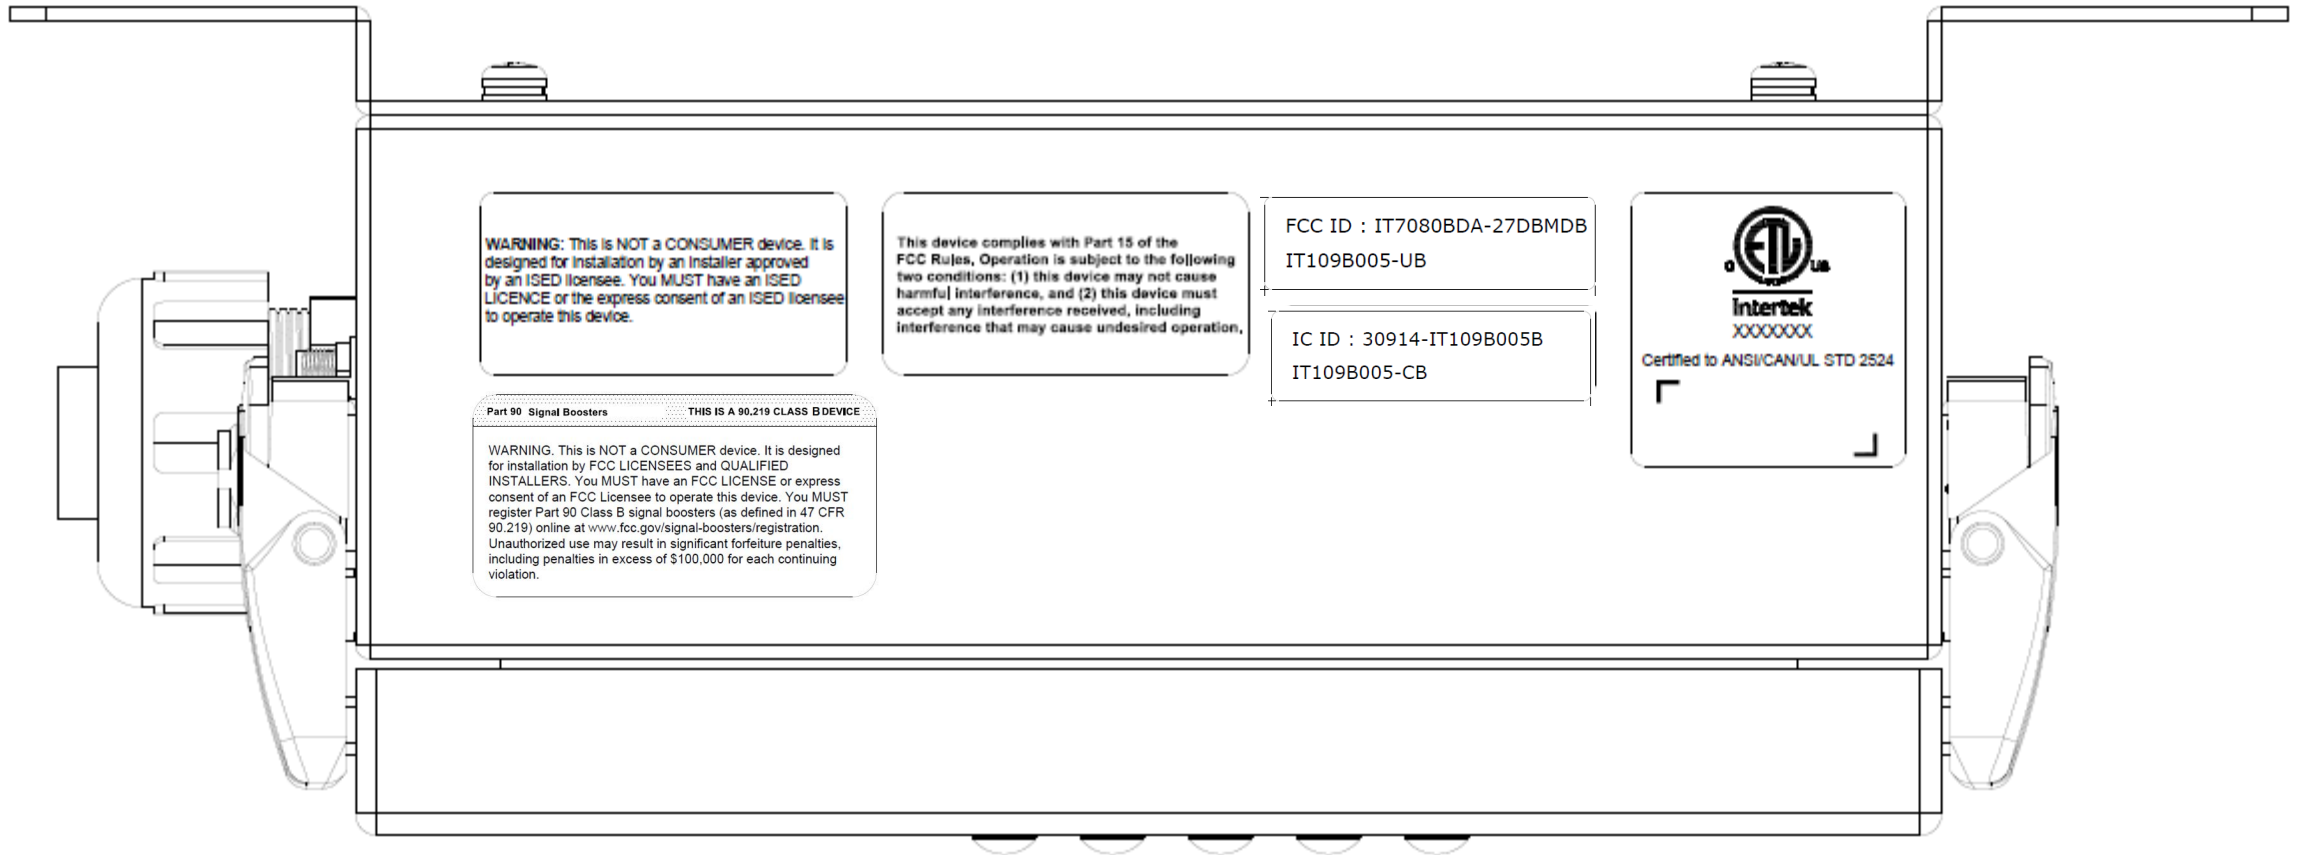 WARNING: This is NOT a CONSUMER device. It is
designed for installation by an installer approved
by an ISED licensee. You MUST have an ISED
LICENCE or the express consent of an ISED licensee
to operate this device.
This device complies with Part 15 of the
FCC Rules, Operation is subject to the following
two conditions: (1) this device may not cause
harmful interference, and (2) this device must
accept any interference received, including
interference that may cause undesired operation,
FCC ID : IT7080BDA-27DBMDB
IT109B005-UB
IC ID : 30914-IT109B005B
IT109B005-CB
ETL
C US
Intertek
XXXXXXX
Certified to ANSI/CAN/UL STD 2524
Part 90 Signal Boosters THIS IS A 90.219 CLASS B DEVICE
WARNING. This is NOT a CONSUMER device. It is designed
for installation by FCC LICENSEES and QUALIFIED
INSTALLERS. You MUST have an FCC LICENSE or express
consent of an FCC Licensee to operate this device. You MUST
register Part 90 Class B signal boosters (as defined in 47 CFR
90.219) online at www.fcc.gov/signal-boosters/registration.
Unauthorized use may result in significant forfeiture penalties,
including penalties in excess of $100,000 for each continuing
violation.